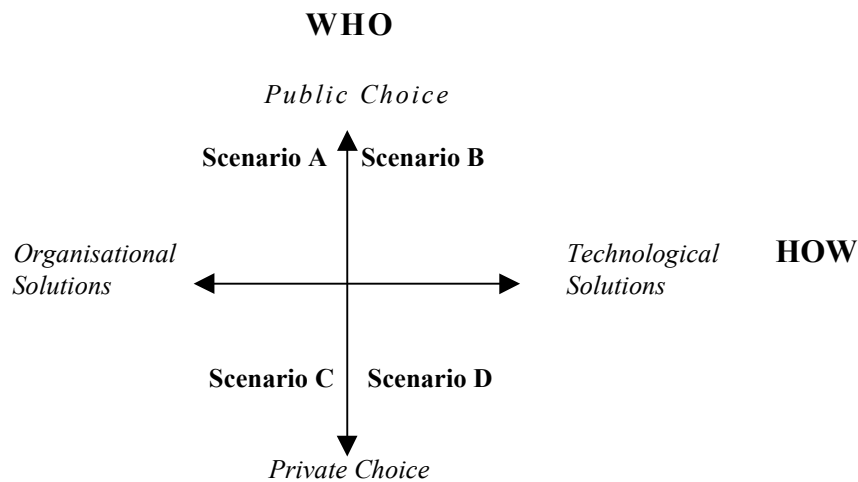 WHO
Public Choice
Scenario A Scenario B
Organisational
Solutions
Technological
Solutions
HOW
Scenario C Scenario D
Private Choice